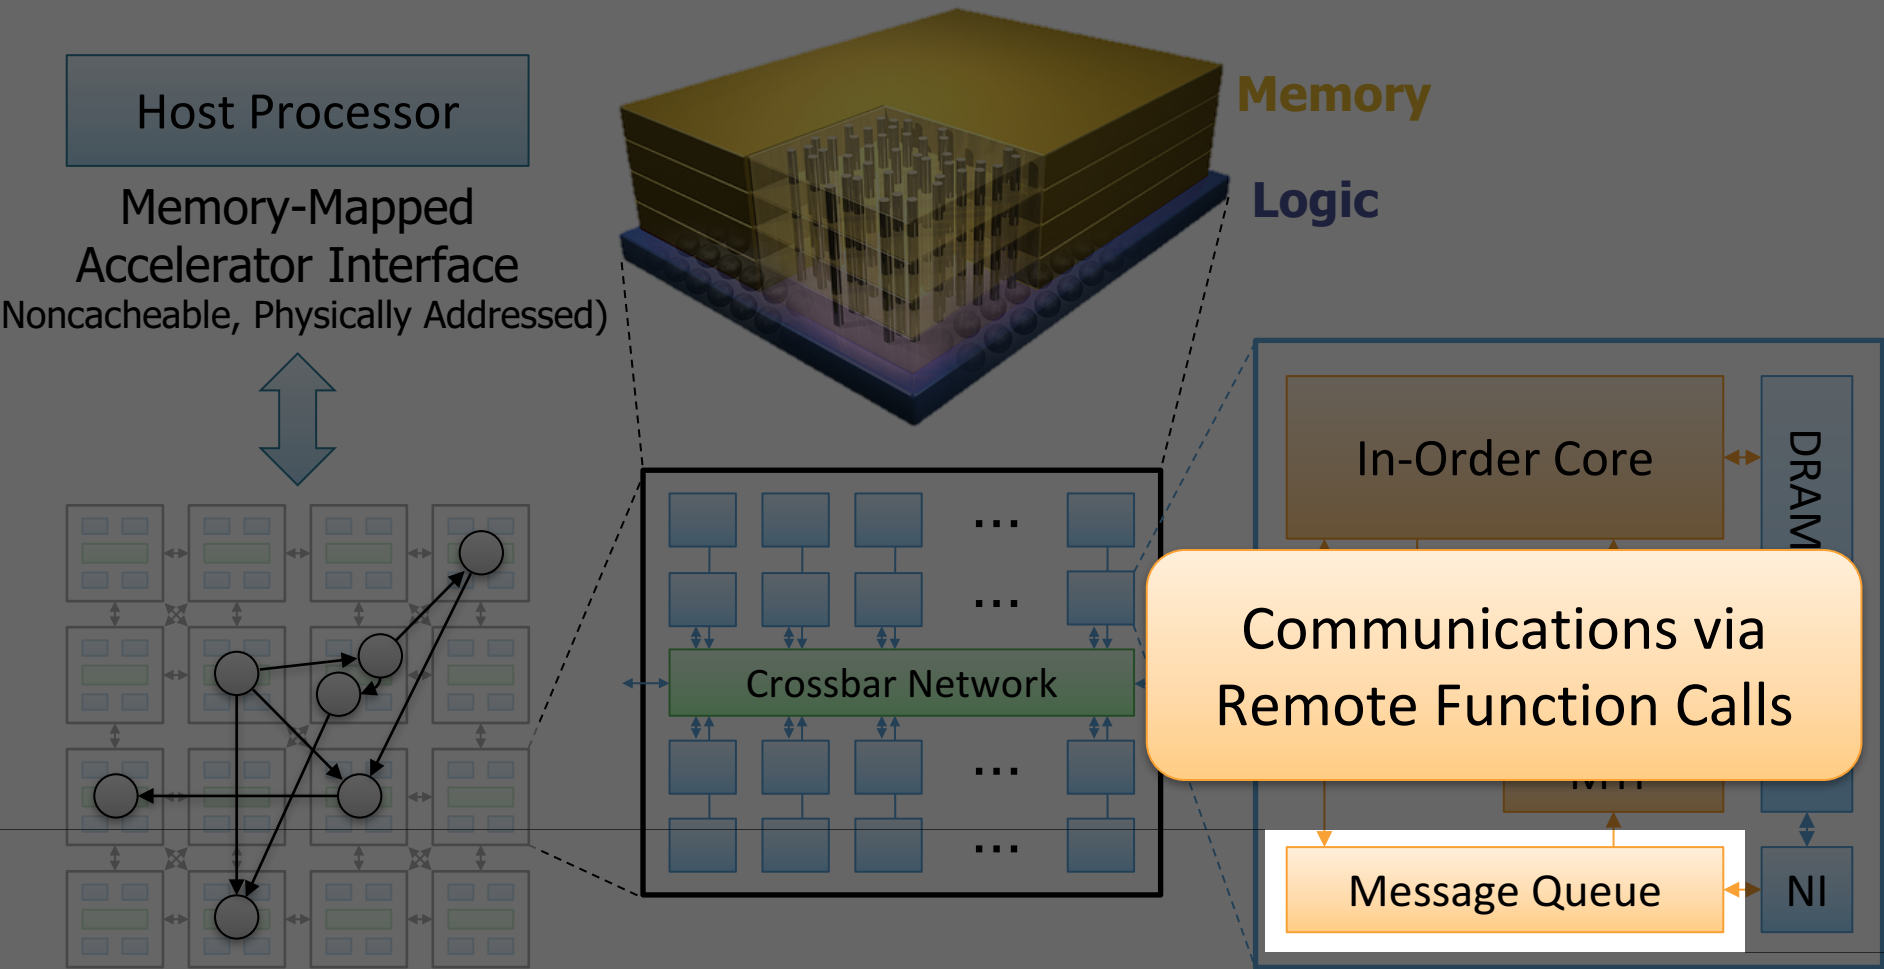 Host Processor
Memory-Mapped
Accelerator Interface
Noncacheable, Physically Addressed)
Memory
Logic
...
...
Crossbar Network
...
...
In-Order Core
DRAM
Communications via
Remote Function Calls
Message Queue
NI